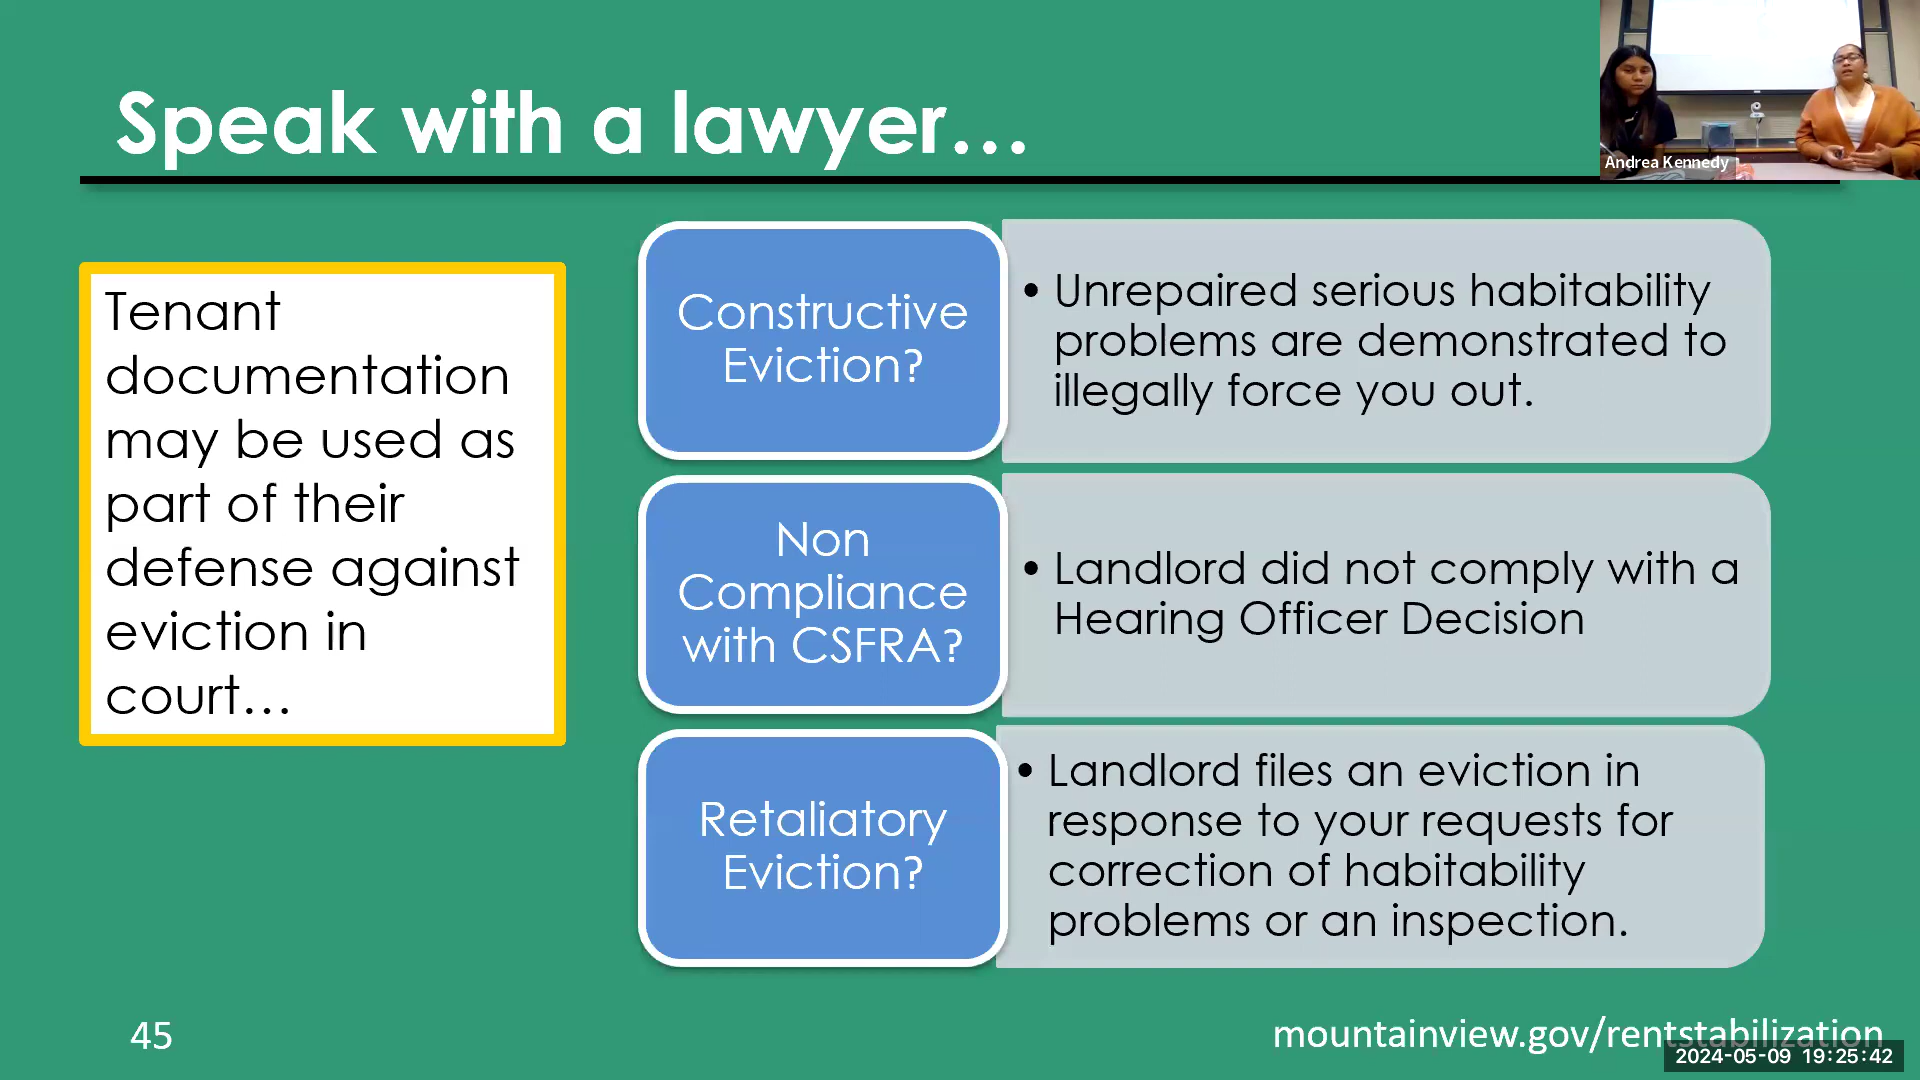 Speak with a lawyer…
Andrea Kennedy
Tenant
documentation
may be used as
part of their
defense against
eviction in
court…
Constructive
Eviction?
• Unrepaired serious habitability
problems are demonstrated to
illegally force you out.
Non
Compliance
with CSFRA?
• Landlord did not comply with a
Hearing Officer Decision
Retaliatory
Eviction?
• Landlord files an eviction in
response to your requests for
correction of habitability
problems or an inspection.
45
mountainview.gov/rentstabilization
2024-05-09 19:25:42